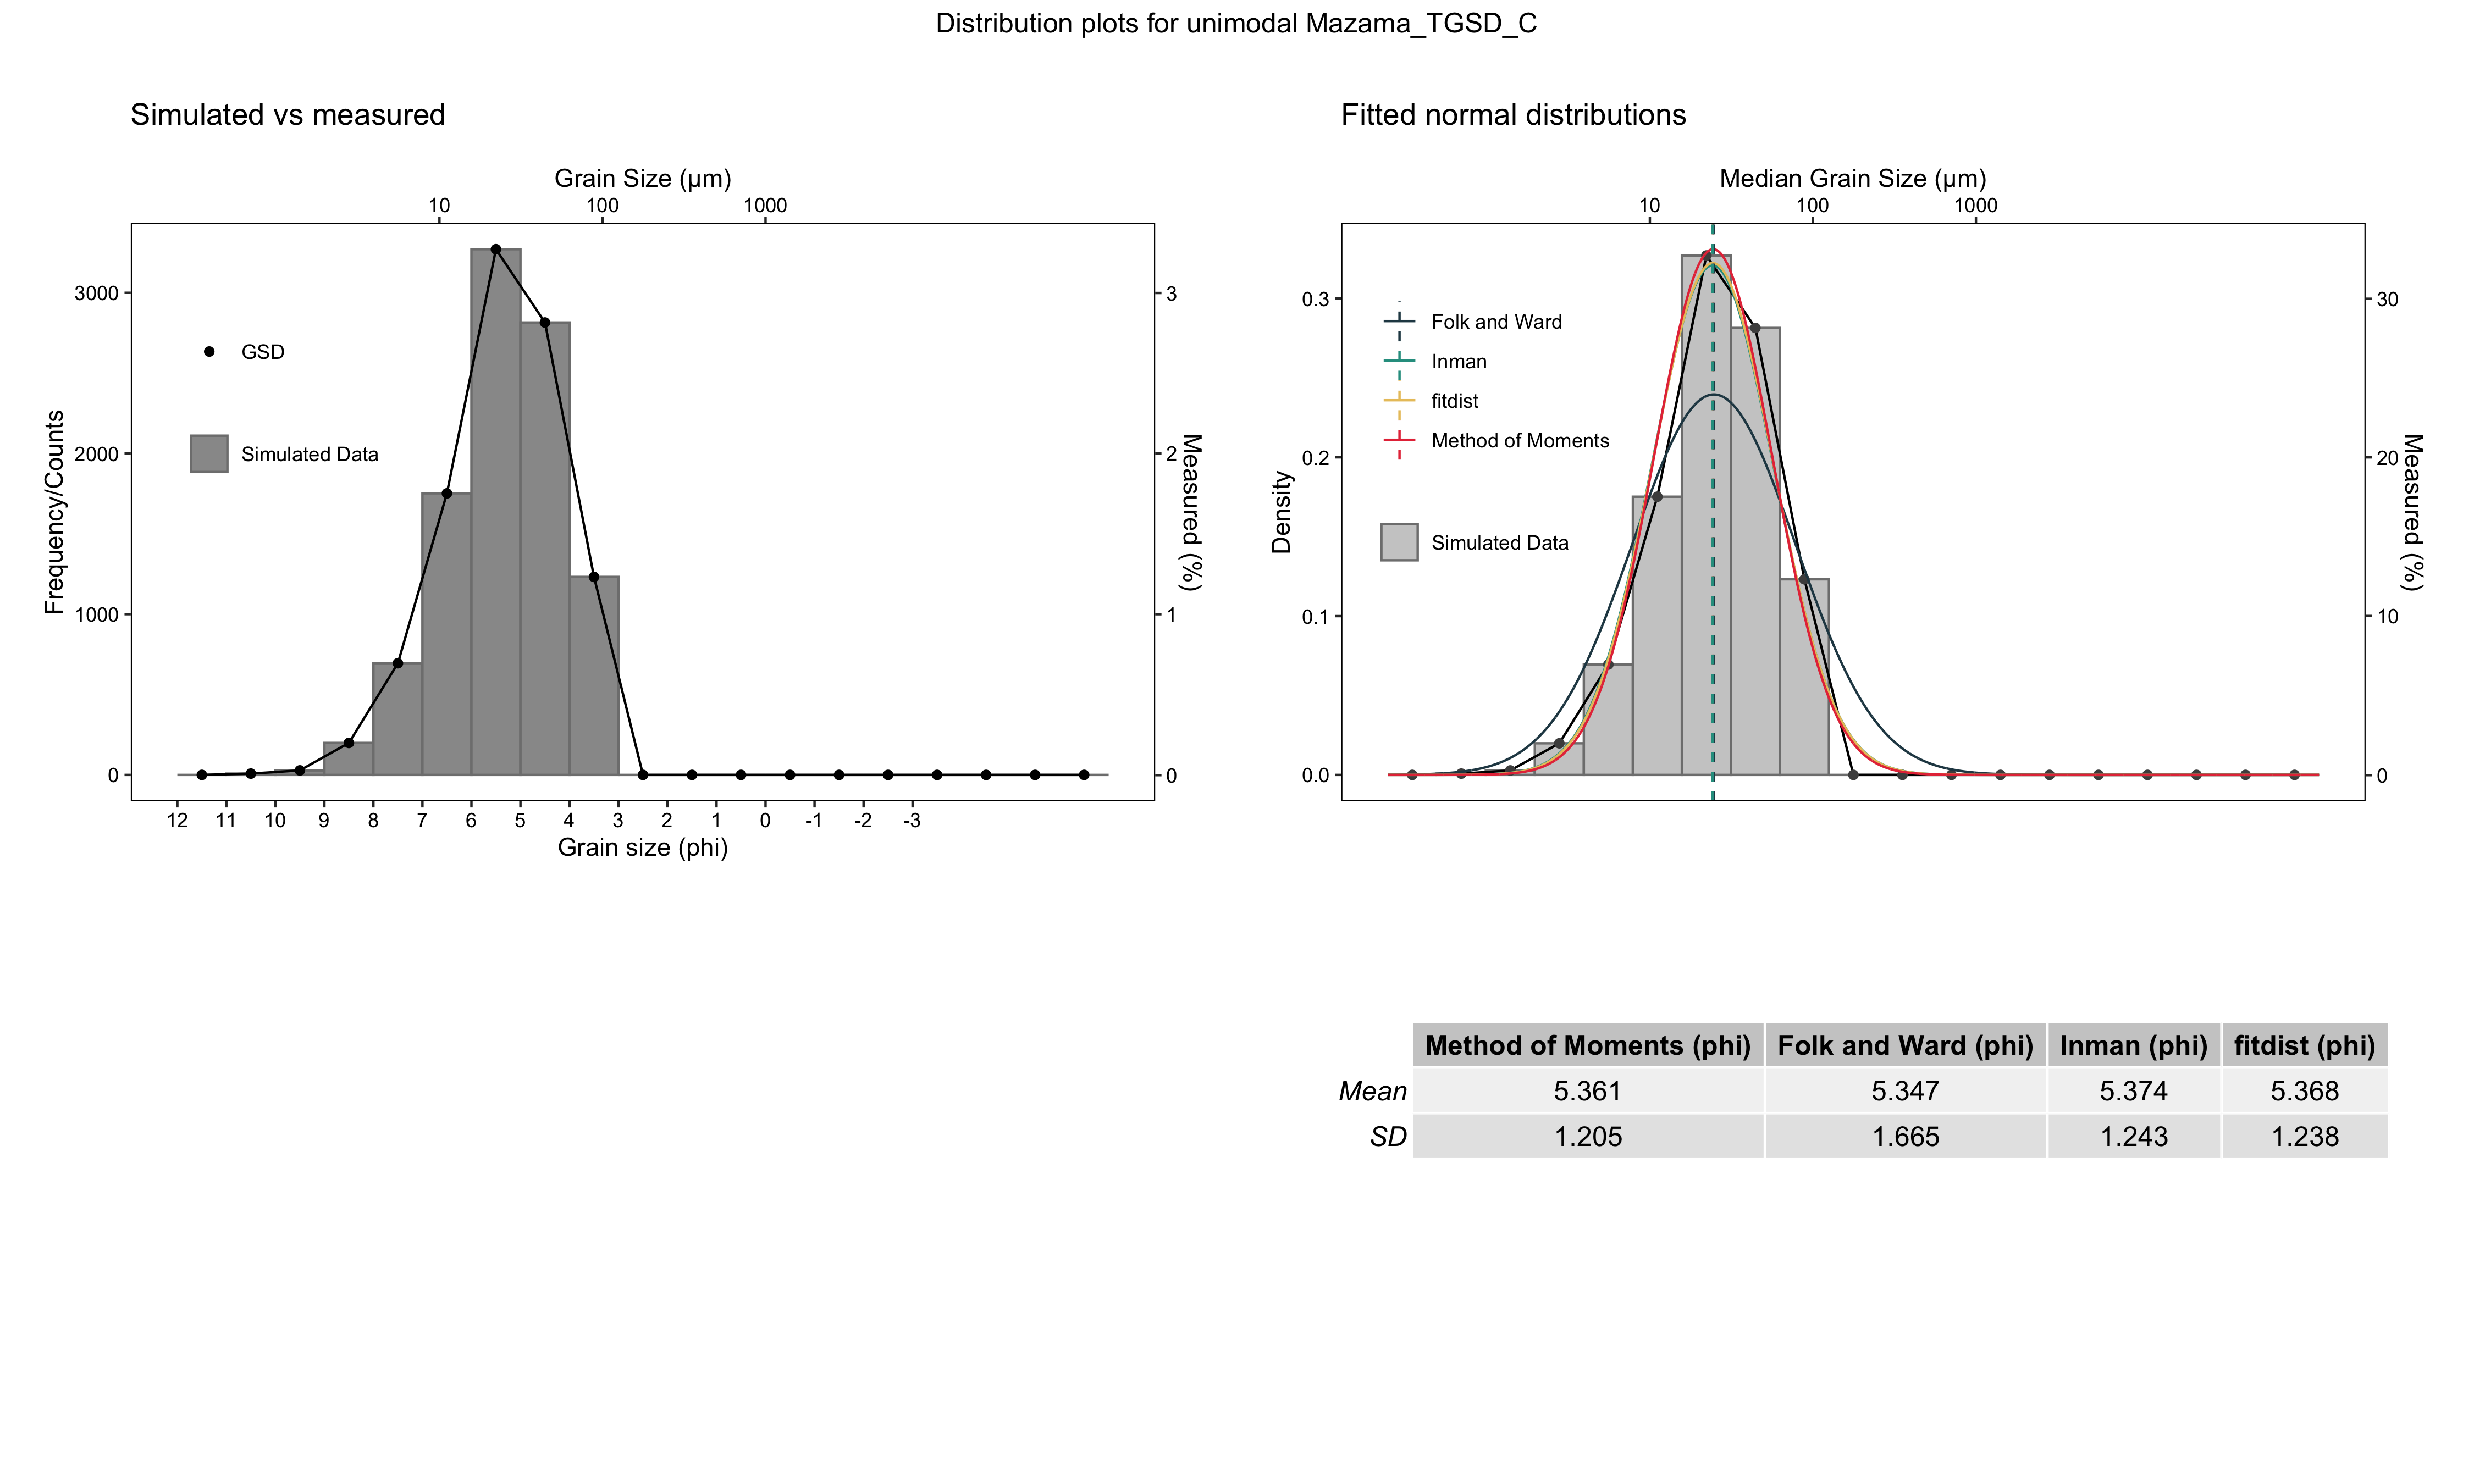 Distribution plots for unimodal Mazama_TGSD_C
Simulated vs measured
Grain Size (µm)
10 100 1000
3000
2000
1000
0
Frequency/Counts
GSD
Simulated Data
3
2
1
0
Measured (%)
12 11 10 9 8 7 6 5 4 3 2 1 0 -1 -2 -3
Grain size (phi)
Fitted normal distributions
Median Grain Size (µm)
10 100 1000
0.3
0.2
0.1
0.0
Density
Folk and Ward
Inman
fitdist
Method of Moments
Simulated Data
30
20
10
0
Measured (%)
Method of Moments (phi) Folk and Ward (phi) Inman (phi) fitdist (phi)
Mean 5.361 5.347 5.374 5.368
SD 1.205 1.665 1.243 1.238